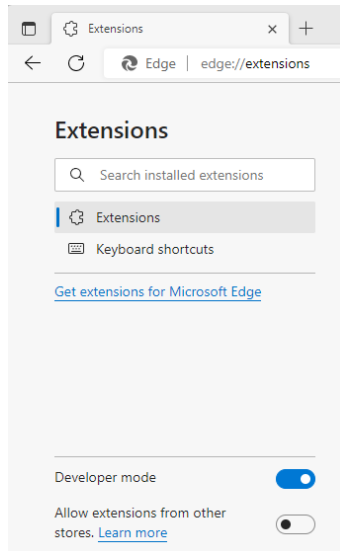 Extensions
Edge | edge://extensions
Extensions
Search installed extensions
Extensions
Keyboard shortcuts
Get extensions for Microsoft Edge
Developer mode
Allow extensions from other
stores. Learn more